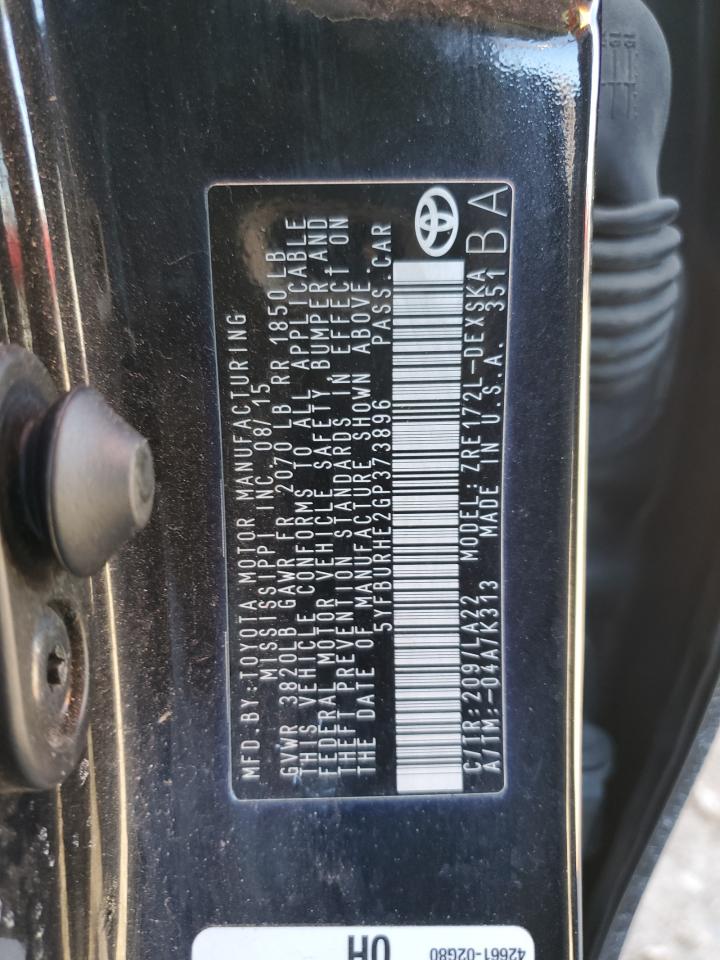 MFD.BY:TOYOTA MOTOR MANUFACTURING
MISSISSIPPI INC. 08/15
GVWR 3820LB GAWR FR 2070 LB RR 1850 LB
THIS VEHICLE CONFORMS TO ALL APPLICABLE
FEDERAL MOTOR VEHICLE SAFETY BUMPER AND
THEFT PREVENTION STANDARDS IN EFFECT ON
THE DATE OF MANUFACTURE SHOWN ABOVE.
5YFBURHE2GP373896 PASS.CAR
C/TR:209/LA22 MODEL:ZRE172L-DEXSKA
A/TM:-04A/K313 MADE IN U.S.A. 351
BA
42661-02G80